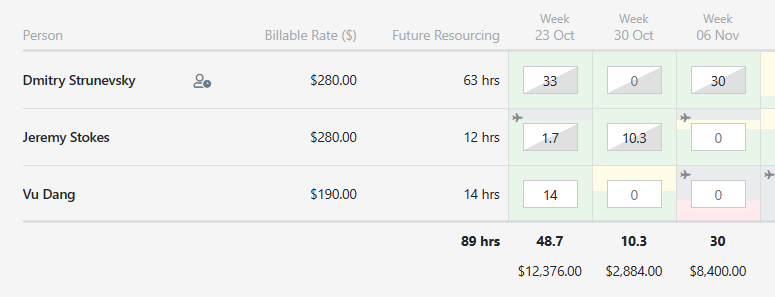 Week Week Week
Person Billable Rate ($) Future Resourcing 23 Oct 30 Oct 06 Nov
Dmitry Strunevsky $280.00 63 hrs 33 0 30
Jeremy Stokes $280.00 12 hrs 1.7 10.3 0
Vu Dang $190.00 14 hrs 14 0 0
89 hrs 48.7 10.3 30
$12,376.00 $2,884.00 $8,400.00